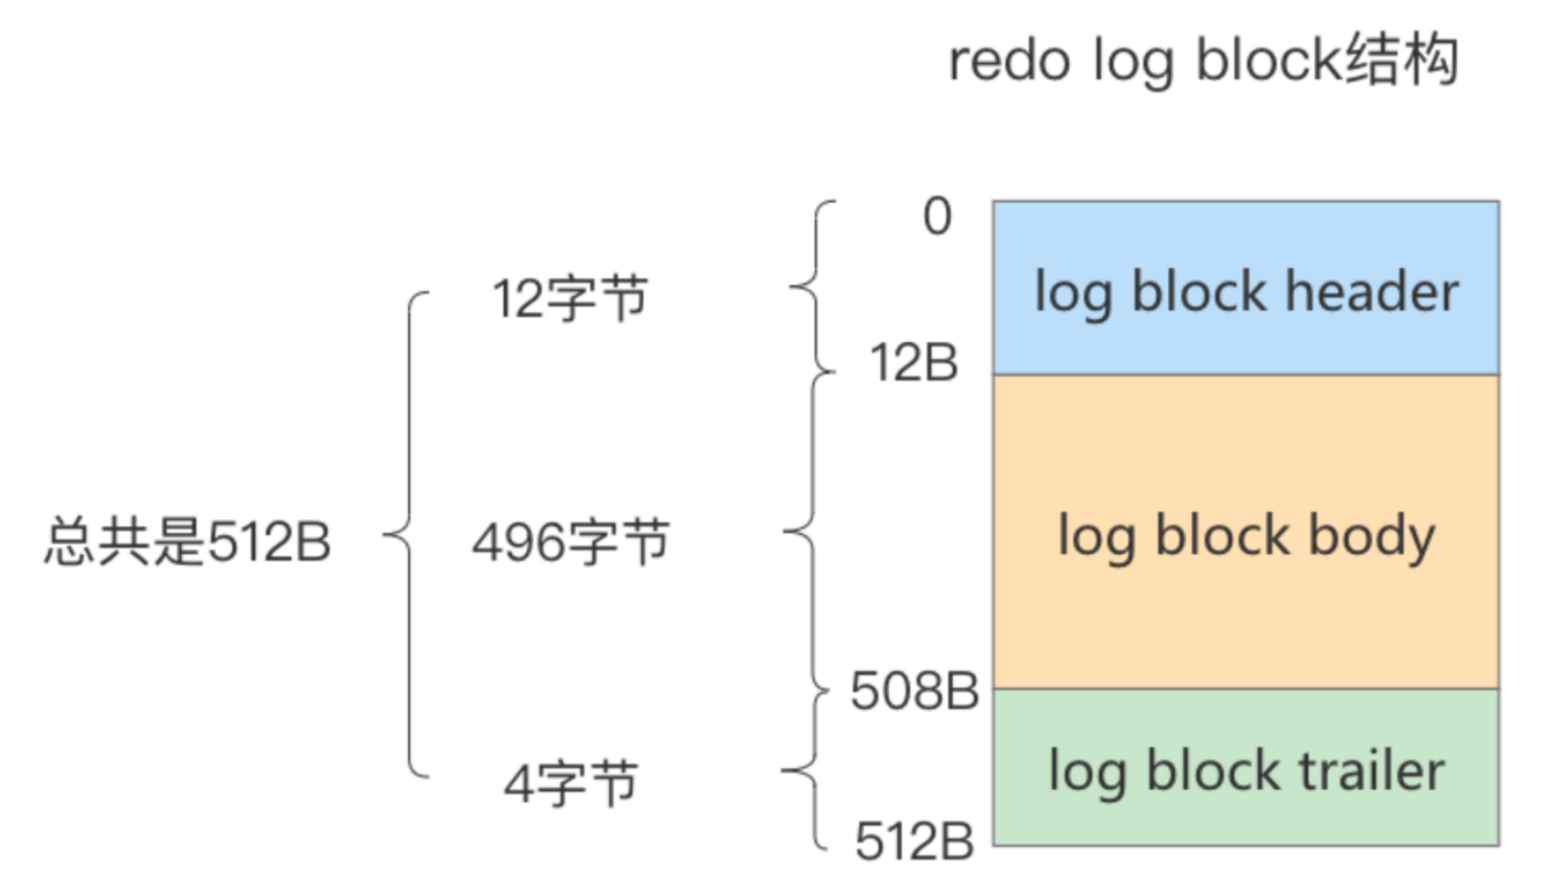 redo log block结构
0
12字节
log block header
12B
总共是512B
496字节
log block body
508B
4字节
log block trailer
512B